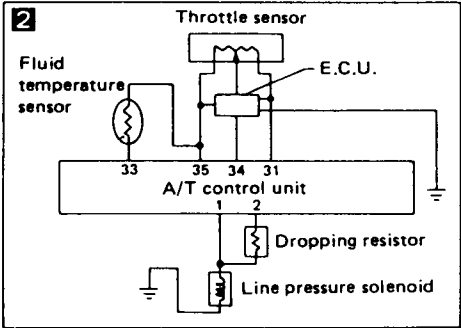 2
Throttle sensor
Fluid
temperature
sensor
E.C.U.
33 35 34 31
A/T control unit
1 2
Dropping resistor
Line pressure solenoid